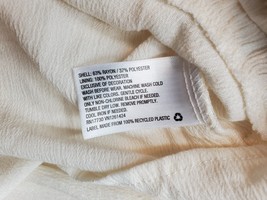 SHELL: 63% RAYON / 37% POLYESTER
LINING: 100% POLYESTER
EXCLUSIVE OF DECORATION
WASH BEFORE WEAR. MACHINE WASH COLD
WITH LIKE COLORS. GENTLE CYCLE.
ONLY NON-CHLORINE BLEACH IF NEEDED.
TUMBLE DRY LOW. REMOVE PROMPTLY.
COOL IRON IF NEEDED.
RN17730 VN1061424
LABEL MADE FROM 100% RECYCLED PLASTIC